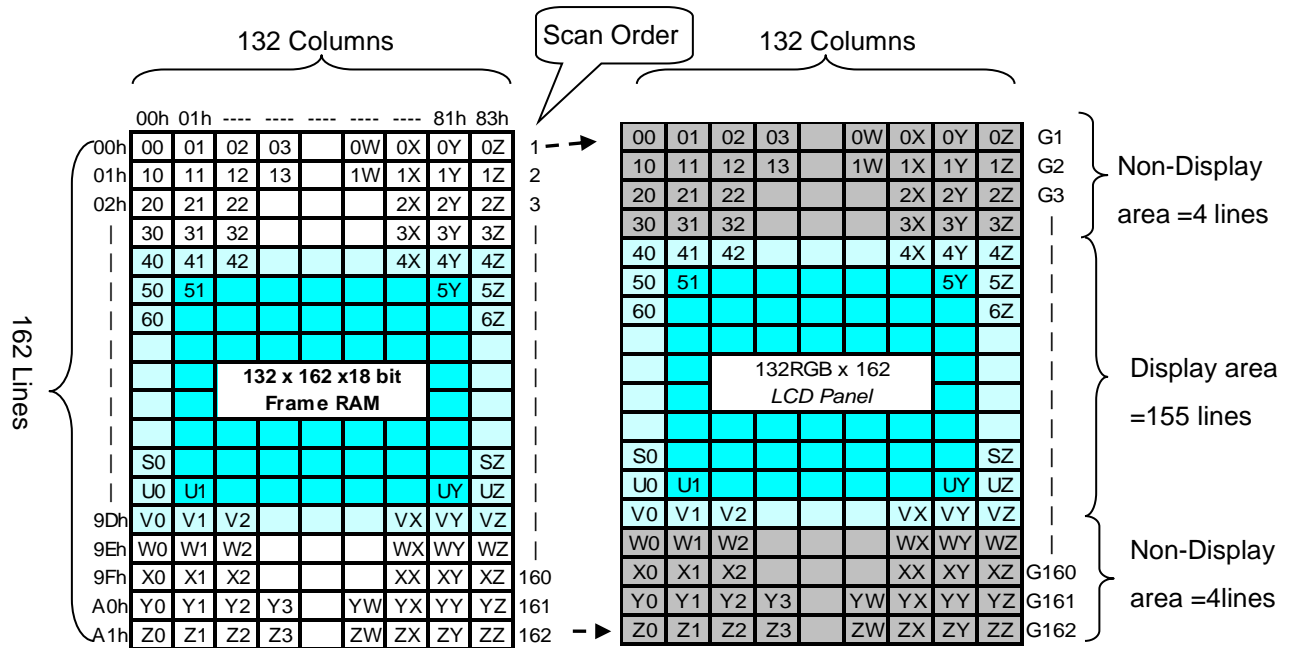 132 Columns
Scan Order
132 Columns
00h 01h ---- ---- ---- ---- ---- 81h 83h
00h 00 01 02 03 0W 0X 0Y 0Z 1
01h 10 11 12 13 1W 1X 1Y 1Z 2
02h 20 21 22 2X 2Y 2Z 3
30 31 32 3X 3Y 3Z
40 41 42 4X 4Y 4Z
50 51 5Y 5Z
60 6Z
132 x 162 x18 bit
Frame RAM
S0 SZ
U0 U1 UY UZ
9Dh V0 V1 V2 VX VY VZ
9Eh W0 W1 W2 WX WY WZ
9Fh X0 X1 X2 XX XY XZ 160
A0h Y0 Y1 Y2 Y3 YW YX YY YZ 161
A1h Z0 Z1 Z2 Z3 ZW ZX ZY ZZ 162
162 Lines
00 01 02 03 0W 0X 0Y 0Z G1
10 11 12 13 1W 1X 1Y 1Z G2
20 21 22 2X 2Y 2Z G3
30 31 32 3X 3Y 3Z
40 41 42 4X 4Y 4Z
50 51 5Y 5Z
60 6Z
132RGB x 162
LCD Panel
S0 SZ
U0 U1 UY UZ
V0 V1 V2 VX VY VZ
W0 W1 W2 WX WY WZ
X0 X1 X2 XX XY XZ G160
Y0 Y1 Y2 Y3 YW YX YY YZ G161
Z0 Z1 Z2 Z3 ZW ZX ZY ZZ G162
Non-Display
area =4 lines
Display area
=155 lines
Non-Display
area =4lines